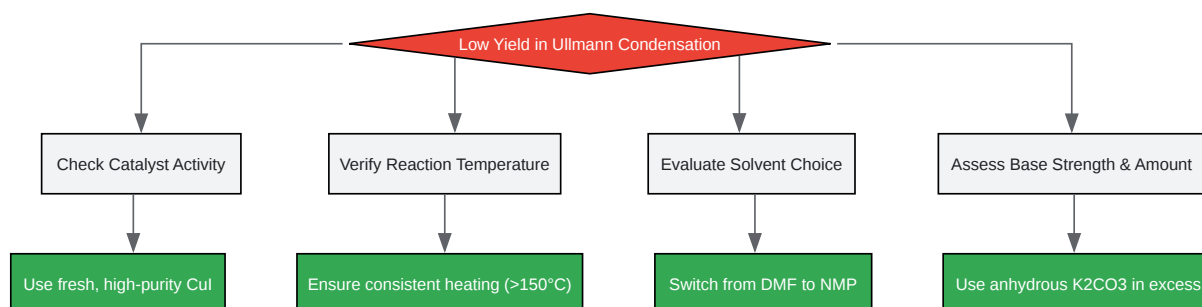 Low Yield in Ullmann Condensation
Check Catalyst Activity
Verify Reaction Temperature
Evaluate Solvent Choice
Assess Base Strength & Amount
Use fresh, high-purity CuI
Ensure consistent heating (>150°C)
Switch from DMF to NMP
Use anhydrous K2CO3 in excess